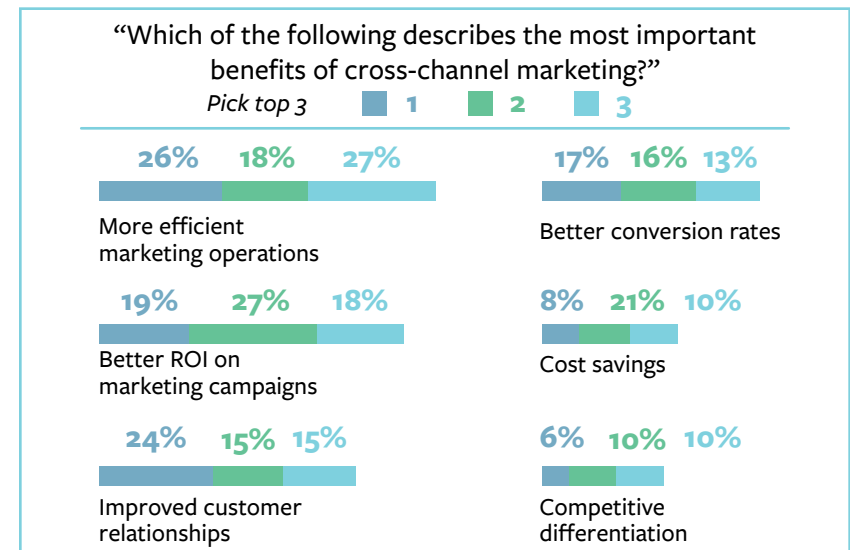 “Which of the following describes the most important
benefits of cross-channel marketing?”
Pick top 3 1 2 3
26% 18% 27%
More efficient
marketing operations
17% 16% 13%
Better conversion rates
19% 27% 18%
Better ROI on
marketing campaigns
8% 21% 10%
Cost savings
24% 15% 15%
Improved customer
relationships
6% 10% 10%
Competitive
differentiation